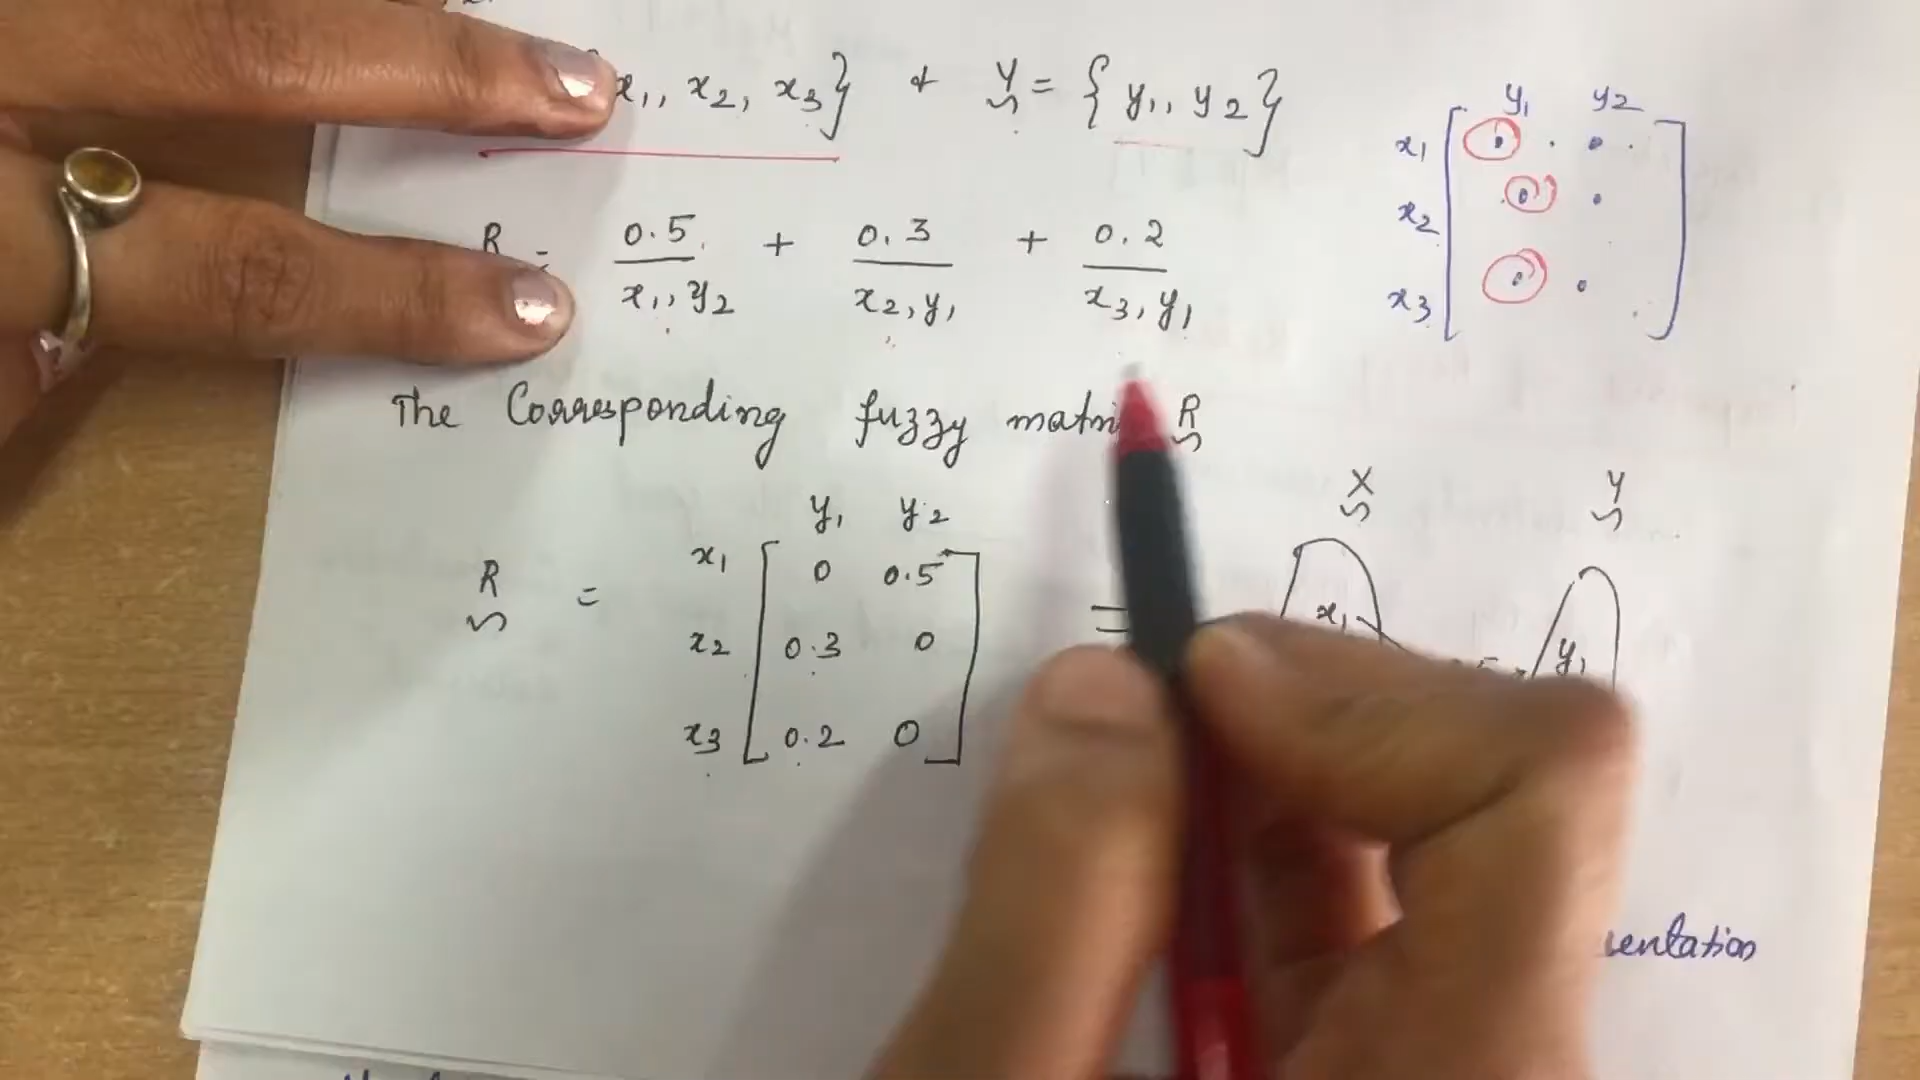 x1, x2, x3} & Y = { y1, y2 }
R = 0.5/x1, y2 + 0.3/x2, y1 + 0.2/x3, y1
y1 y2
x1
x2
x3
The Corresponding fuzzy matri R
y1 y2
R = x1 [ 0 0.5 ] =
x2 0.3 0
x3 0.2 0
X Y
x1 y1